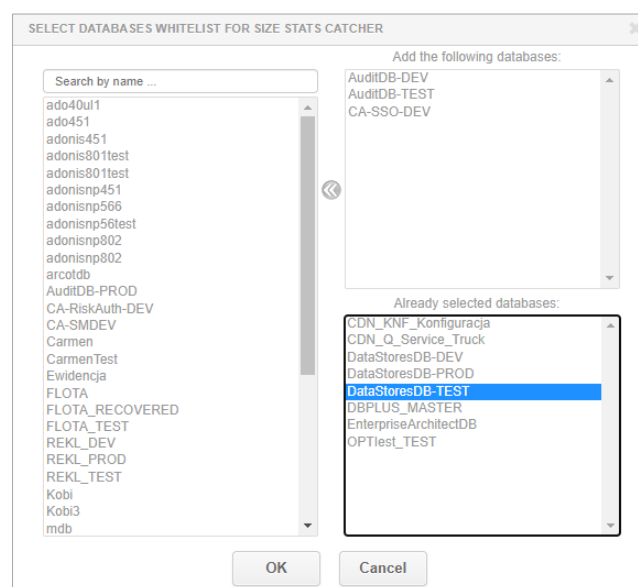 SELECT DATABASES WHITELIST FOR SIZE STATS CATCHER
Search by name ...
ado40ul1
ado451
adonis451
adonis801test
adonis801test
adonisnp451
adonisnp566
adonisnp56test
adonisnp802
adonisnp802
arcotdb
AuditDB-PROD
CA-RiskAuth-DEV
CA-SMDEV
Carmen
CarmenTest
Ewidencja
FLOTA
FLOTA_RECOVERED
FLOTA_TEST
REKL_DEV
REKL_PROD
REKL_TEST
Kobi
Kobi3
mdb
Add the following databases:
AuditDB-DEV
AuditDB-TEST
CA-SSO-DEV
Already selected databases:
CDN_KNF_Konfiguracja
CDN_Q_Service_Truck
DataStoresDB-DEV
DataStoresDB-PROD
DataStoresDB-TEST
DBPLUS_MASTER
EnterpriseArchitectDB
OPTIest_TEST
OK
Cancel